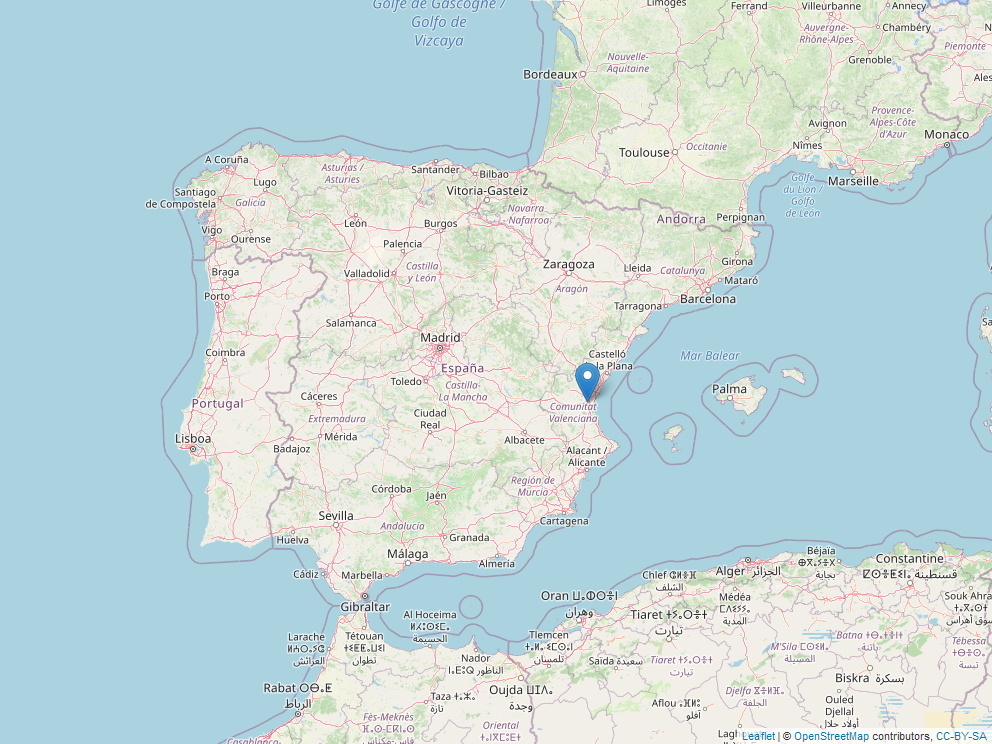 Golfe de Gascogne /
Golfo de
Vizcaya
Limoges
Ferrand
Villeurbanne
Annecy
Chambéry
Auvergne-
Rhône-Alpes
Grenoble
Piemonte
Bordeaux
Nouvelle-
Aquitaine
Provence-
Alpes-Côte
d'Azur
Avignon
Monaco
Nîmes
Toulouse
Occitanie
Marseille
Golfe
du Lion /
Golfo
de León
A Coruña
Lugo
Asturias /
Asturies
Santander
Bilbao
Vitoria-Gasteiz
Santiago
de Compostela
Galicia
León
Burgos
Navarra -
Nafarroa
Andorra
Perpignan
Vigo
Ourense
Palencia
Braga
Valladolid
Castilla
y León
Zaragoza
Lleida
Catalunya
Girona
Mataró
Aragón
Porto
Tarragona
Barcelona
Salamanca
Madrid
España
Coimbra
Castelló
la Plana
Mar Balear
Toledo
Castilla-
La Mancha
Palma
Portugal
Cáceres
Extremadura
Ciudad
Real
Comunitat
Valenciana
Lisboa
Mérida
Badajoz
Albacete
Alacant /
Alicante
Córdoba
Jaén
Región de
Murcia
Sevilla
Andalucía
Cartagena
Huelva
Granada
Málaga
Almería
Cádiz
Marbella
Gibraltar
Béjaïa
بجاية
Constantine
قسنطينة
Alger الجزائر
Chlef
الشلف
Médéa
المدية
Souk Ahra
سوق أهراس
Oran
وهران
Tiaret
تيارت
Al Hoceima
الحسيمة
Larache
العرائش
Tétouan
تطوان
Tlemcen
تلمسان
Saïda سعيدة
Tiaret
تيارت
M'Sila
المسيلة
Batna
باتنة
Tébessa
تبسة
Nador
الناظور
Biskra بسكرة
Rabat
الرباط
Oujda
وجدة
Taza
تازة
Djelfa
الجلفة
Aflou
أفلو
Ouled
Djellal
أولاد جلال
Fès-Meknès
Oriental
Lagh
Casablanca
Leaflet | © OpenStreetMap contributors, CC-BY-SA